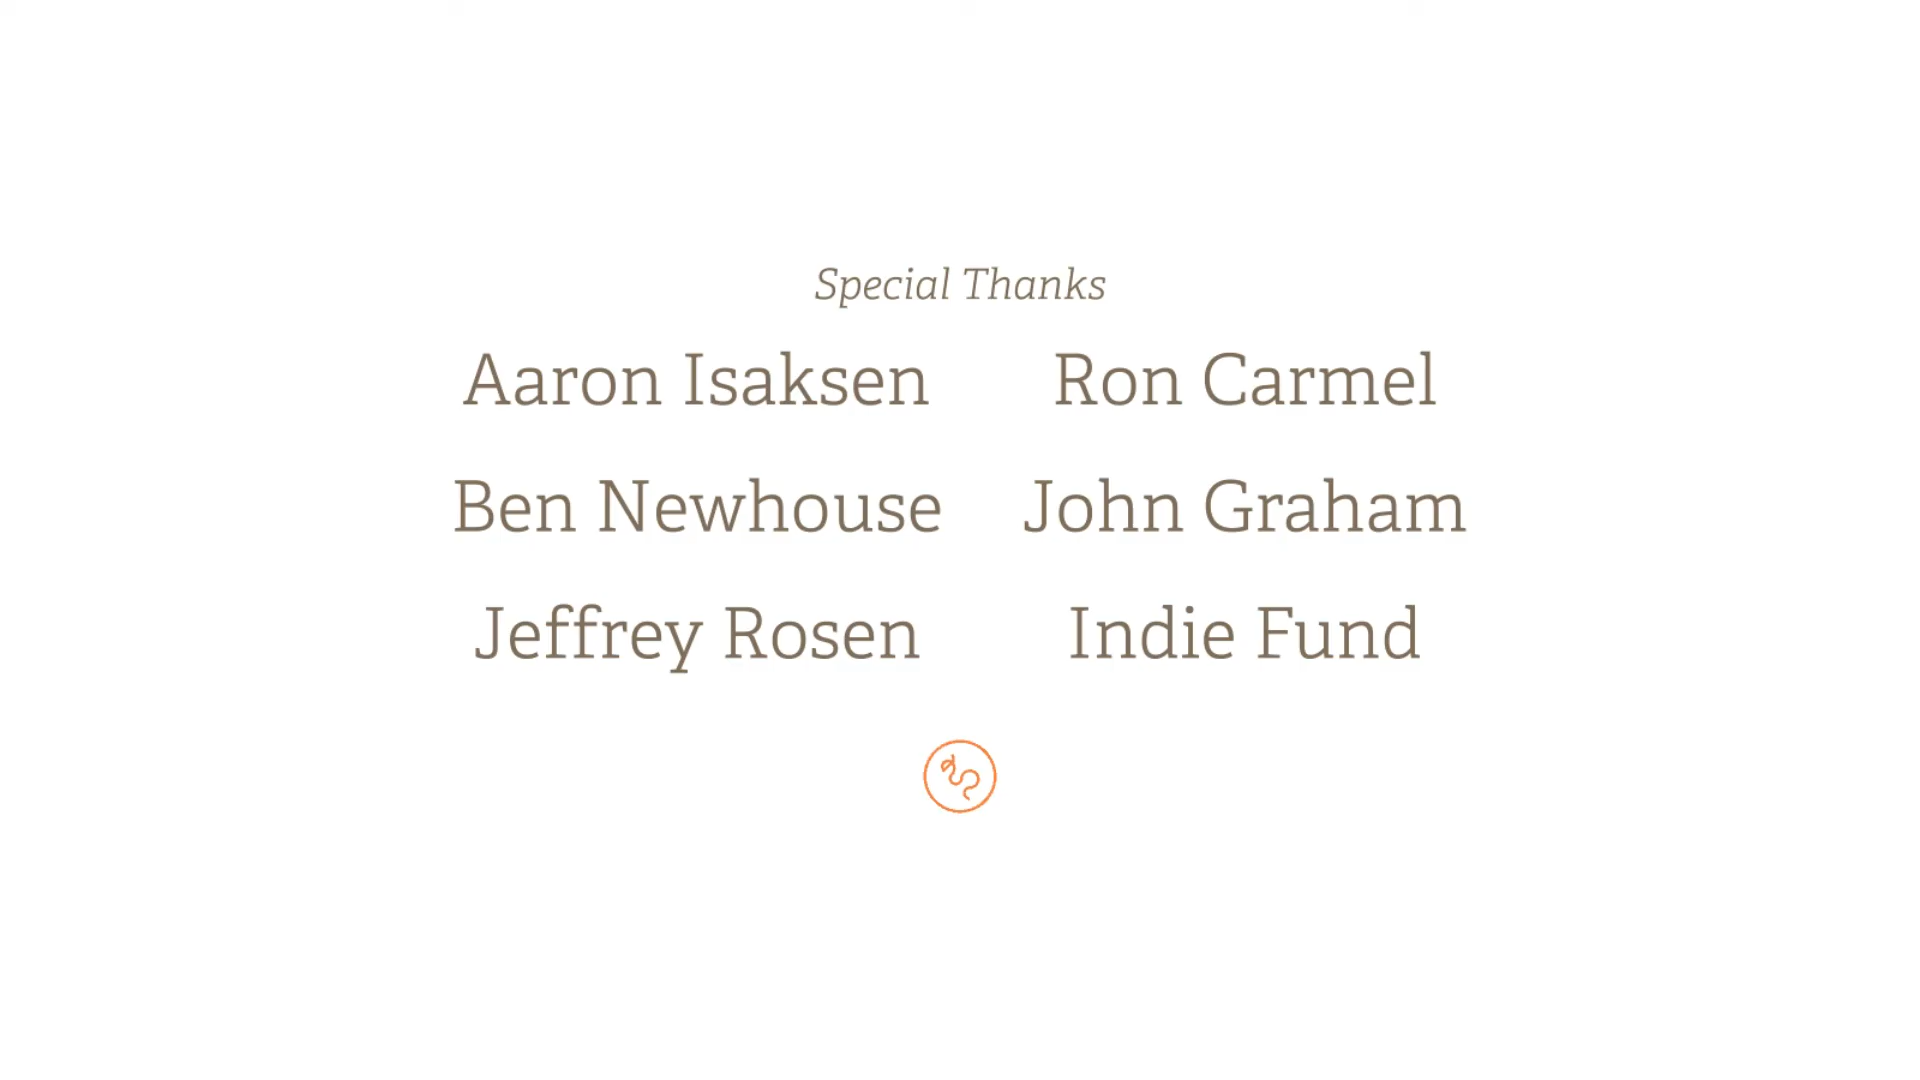 Special Thanks
Aaron Isaksen Ron Carmel
Ben Newhouse John Graham
Jeffrey Rosen Indie Fund